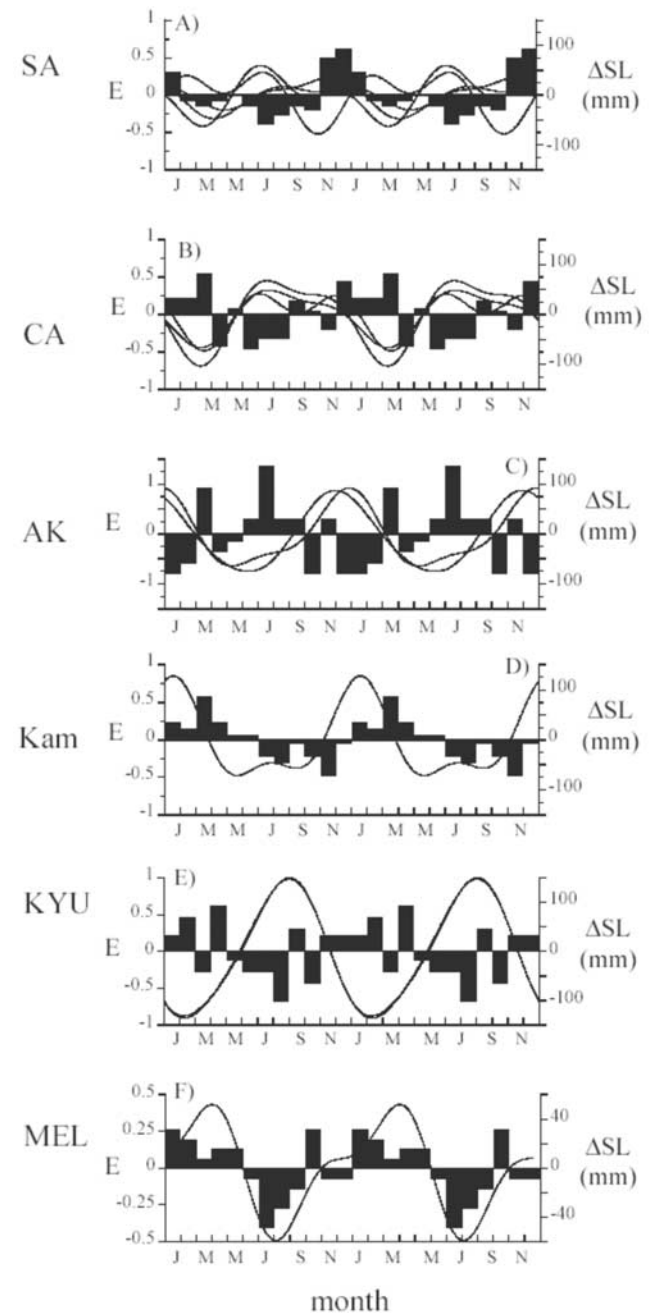 1 A)
SA 0.5 100 ΔSL
E 0 0 (mm)
-0.5 -100
-1
J M M J S N J M M J S N
1 B)
0.5 100 ΔSL
E 0 0 (mm)
CA -0.5 -100
-1
J M M J S N J M M J S N
C)
1 100 ΔSL
AK E 0 0 (mm)
-1 -100
J M M J S N J M M J S N
1 D)
0.5 100 ΔSL
Kam E 0 0 (mm)
-0.5 -100
-1
J M M J S N J M M J S N
KYU 1 E)
0.5 100 ΔSL
E 0 0 (mm)
-0.5
-1 -100
J M M J S N J M M J S N
0.5 F)
MEL 0.25 40 ΔSL
E 0 0 (mm)
-0.25
-0.5 -40
J M M J S N J M M J S N
month